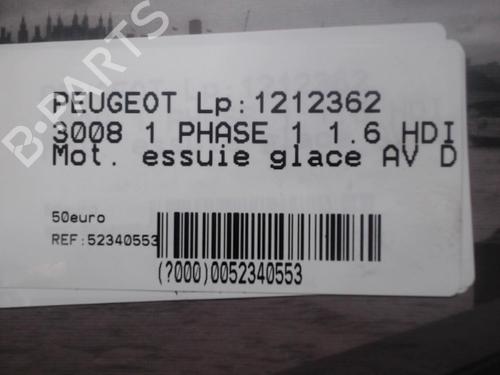 PEUGEOT Lp:1212362
3008 1 PHASE 1 1.6 HDI
Mot. essuie glace AV D
50euro
REF:52340553
(?000)0052340553
B-PARTS